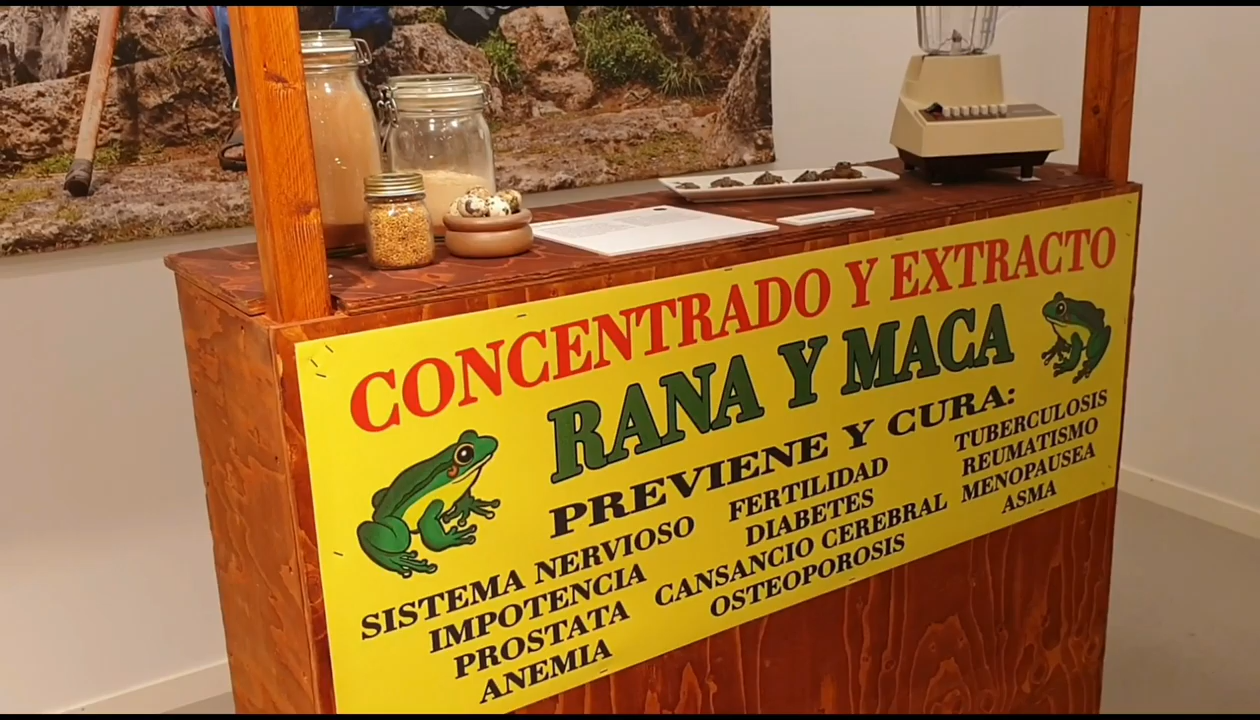 CONCENTRADO Y EXTRACTO
RANA Y MACA
PREVIENE Y CURA:
SISTEMA NERVIOSO
IMPOTENCIA
PROSTATA
ANEMIA
FERTILIDAD
DIABETES
CANSANCIO CEREBRAL
OSTEOPOROSIS
TUBERCULOSIS
REUMATISMO
MENOPAUSEA
ASMA